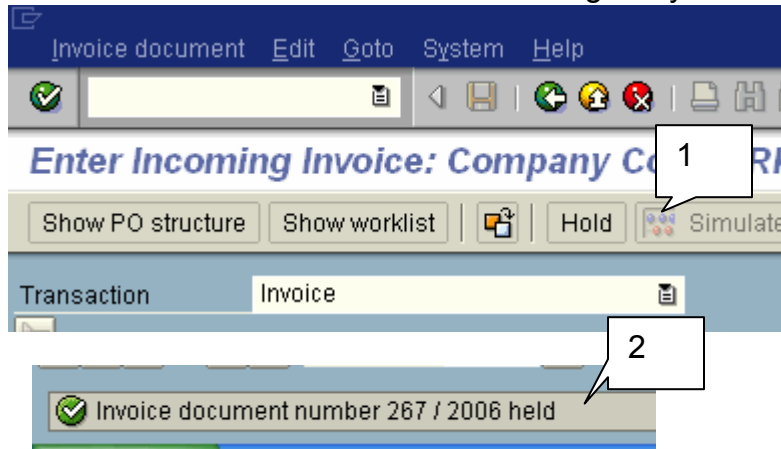 Invoice document Edit Goto System Help
Enter Incoming Invoice: Company
1
Show PO structure Show worklist Hold Simulate
Transaction Invoice
2
Invoice document number 267 / 2006 held